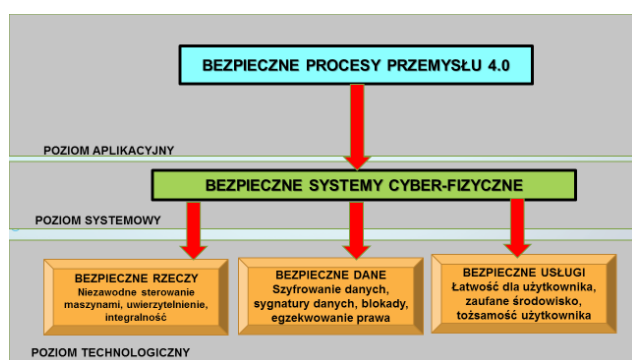 BEZPIECZNE PROCESY PRZEMYSŁU 4.0
POZIOM APLIKACYJNY
BEZPIECZNE SYSTEMY CYBER-FIZYCZNE
POZIOM SYSTEMOWY
BEZPIECZNE RZECZY
Niezawodne sterowanie
maszynami, uwierzytelnienie,
integralność
BEZPIECZNE DANE
Szyfrowanie danych,
sygnatury danych, blokady,
egzekwowanie prawa
BEZPIECZNE USŁUGI
Łatwość dla użytkownika,
zaufane środowisko,
tożsamość użytkownika
POZIOM TECHNOLOGICZNY